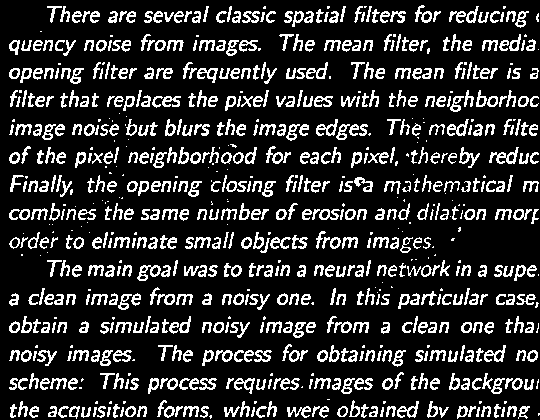 There are several classic spatial filters for reducing
quency noise from images. The mean filter, the media
opening filter are frequently used. The mean filter is a
filter that replaces the pixel values with the neighborhoo
image noise but blurs the image edges. The median filte
of the pixel neighborhood for each pixel, thereby reduc
Finally, the opening closing filter is a mathematical m
combines the same number of erosion and dilation morp
order to eliminate small objects from images.
The main goal was to train a neural network in a supe
a clean image from a noisy one. In this particular case,
obtain a simulated noisy image from a clean one than
noisy images. The process for obtaining simulated no
scheme: This process requires images of the backgrou
the acquisition forms, which were obtained by printing